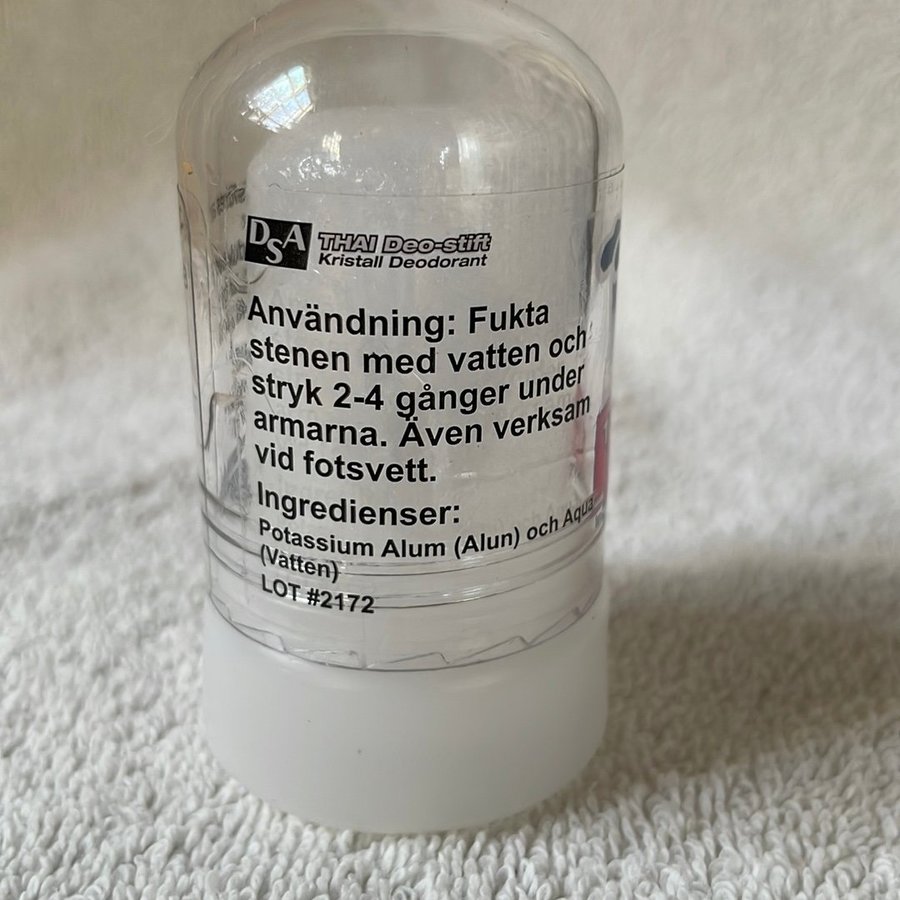 DSA THAI Deo-stift
Kristall Deodorant
Användning: Fukta
stenen med vatten och
stryk 2-4 gånger under
armarna. Även verksam
vid fotsvett.
Ingredienser:
Potassium Alum (Alun) och Aqua
(Vatten)
LOT #2172